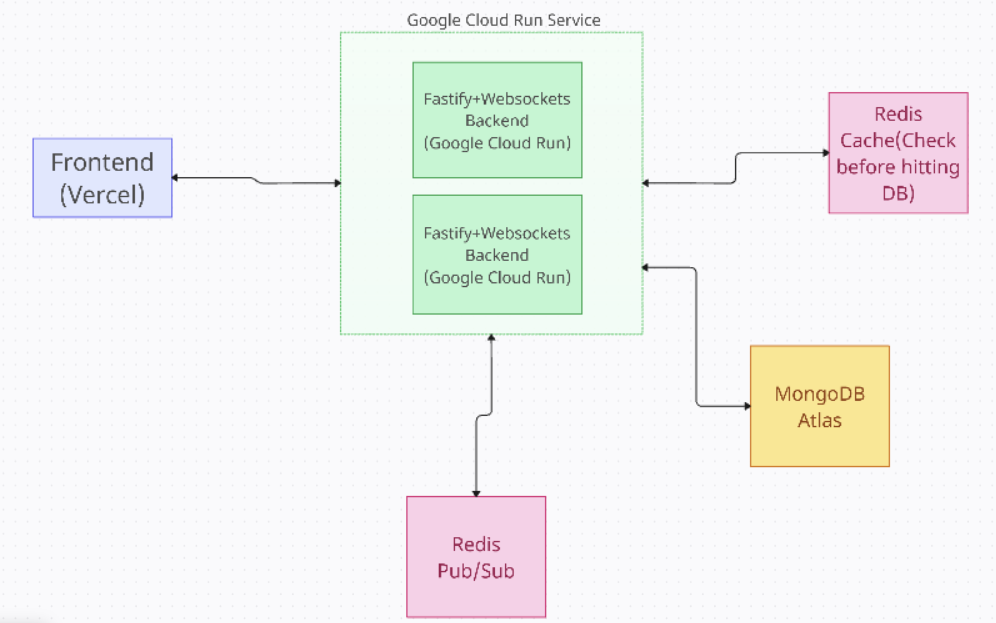 Google Cloud Run Service
Fastify+Websockets
Backend
(Google Cloud Run)
Fastify+Websockets
Backend
(Google Cloud Run)
Frontend
(Vercel)
Redis
Cache(Check
before hitting
DB)
MongoDB
Atlas
Redis
Pub/Sub